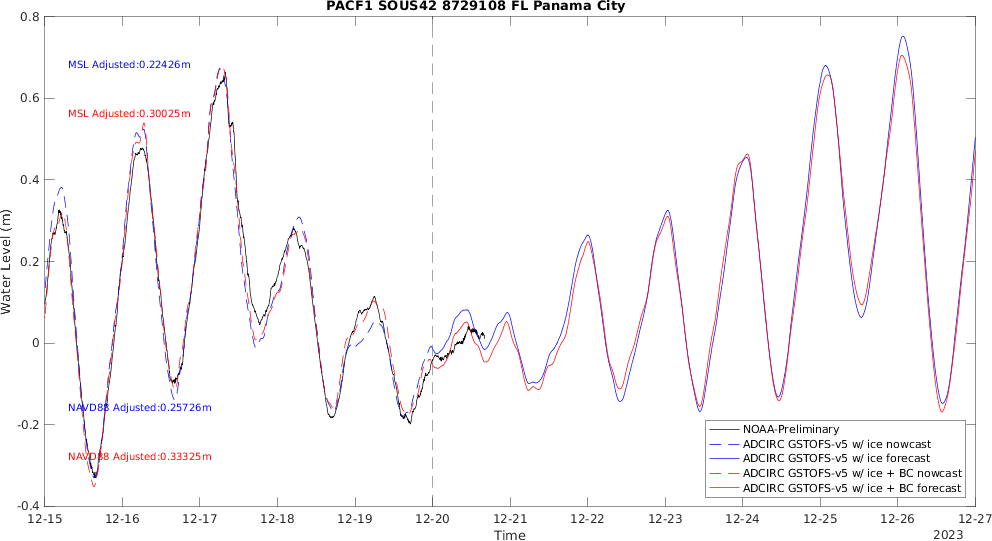 PACF1 SOUS42 8729108 FL Panama City
Water Level (m)
0.8
0.6
0.4
0.2
0
-0.2
-0.4
MSL Adjusted:0.22426m
MSL Adjusted:0.30025m
NAVD88 Adjusted:0.25726m
NAVD88 Adjusted:0.33325m
NOAA-Preliminary
ADCIRC GSTOFS-v5 w/ ice nowcast
ADCIRC GSTOFS-v5 w/ ice forecast
ADCIRC GSTOFS-v5 w/ ice + BC nowcast
ADCIRC GSTOFS-v5 w/ ice + BC forecast
12-15 12-16 12-17 12-18 12-19 12-20 12-21 12-22 12-23 12-24 12-25 12-26 12-27
Time
2023